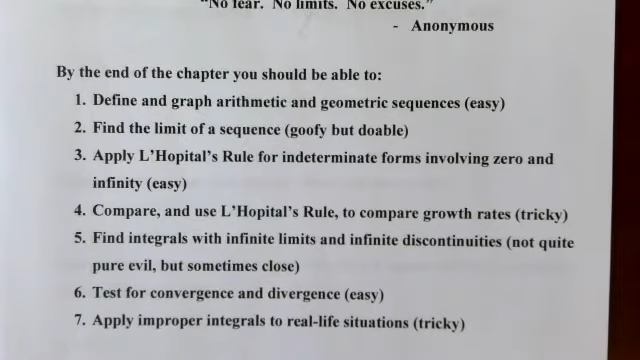 "No fear. No limits. No excuses."
- Anonymous
By the end of the chapter you should be able to:
1. Define and graph arithmetic and geometric sequences (easy)
2. Find the limit of a sequence (goofy but doable)
3. Apply L'Hopital's Rule for indeterminate forms involving zero and
infinity (easy)
4. Compare, and use L'Hopital's Rule, to compare growth rates (tricky)
5. Find integrals with infinite limits and infinite discontinuities (not quite
pure evil, but sometimes close)
6. Test for convergence and divergence (easy)
7. Apply improper integrals to real-life situations (tricky)